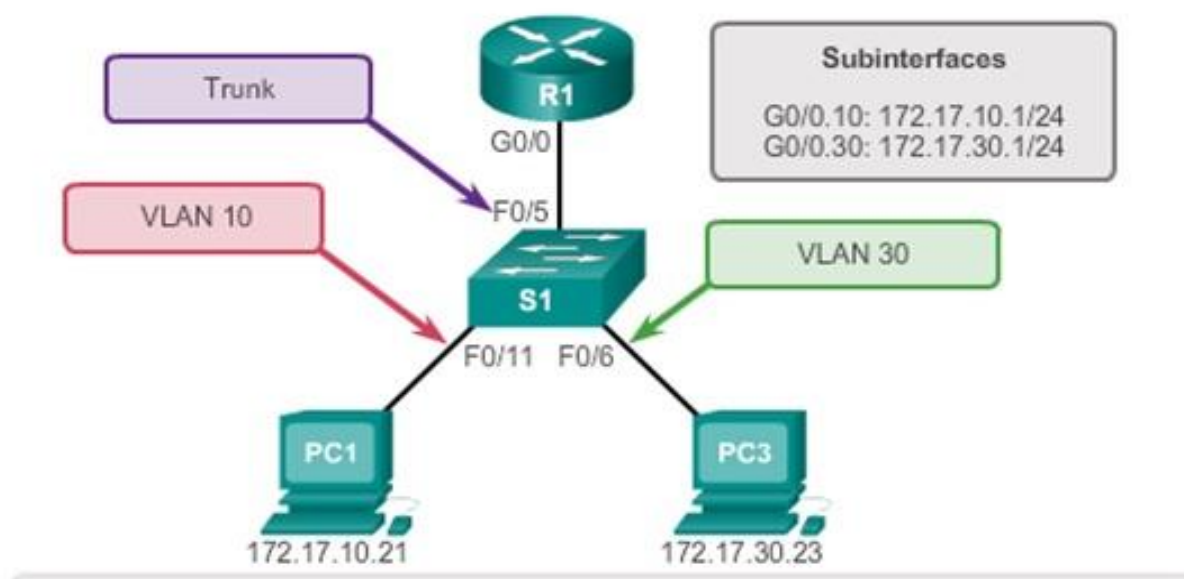 Trunk
R1
Subinterfaces
G0/0.10: 172.17.10.1/24
G0/0.30: 172.17.30.1/24
G0/0
VLAN 10
F0/5
VLAN 30
S1
F0/11
F0/6
PC1
PC3
172.17.10.21
172.17.30.23